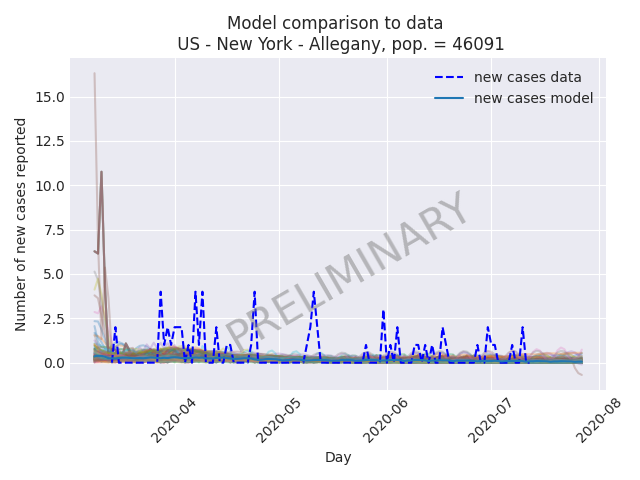 Model comparison to data
US - New York - Allegany, pop. = 46091
new cases data
new cases model
Number of new cases reported
15.0
12.5
10.0
7.5
5.0
2.5
0.0
PRELIMINARY
2020-04
2020-05
2020-06
2020-07
2020-08
Day